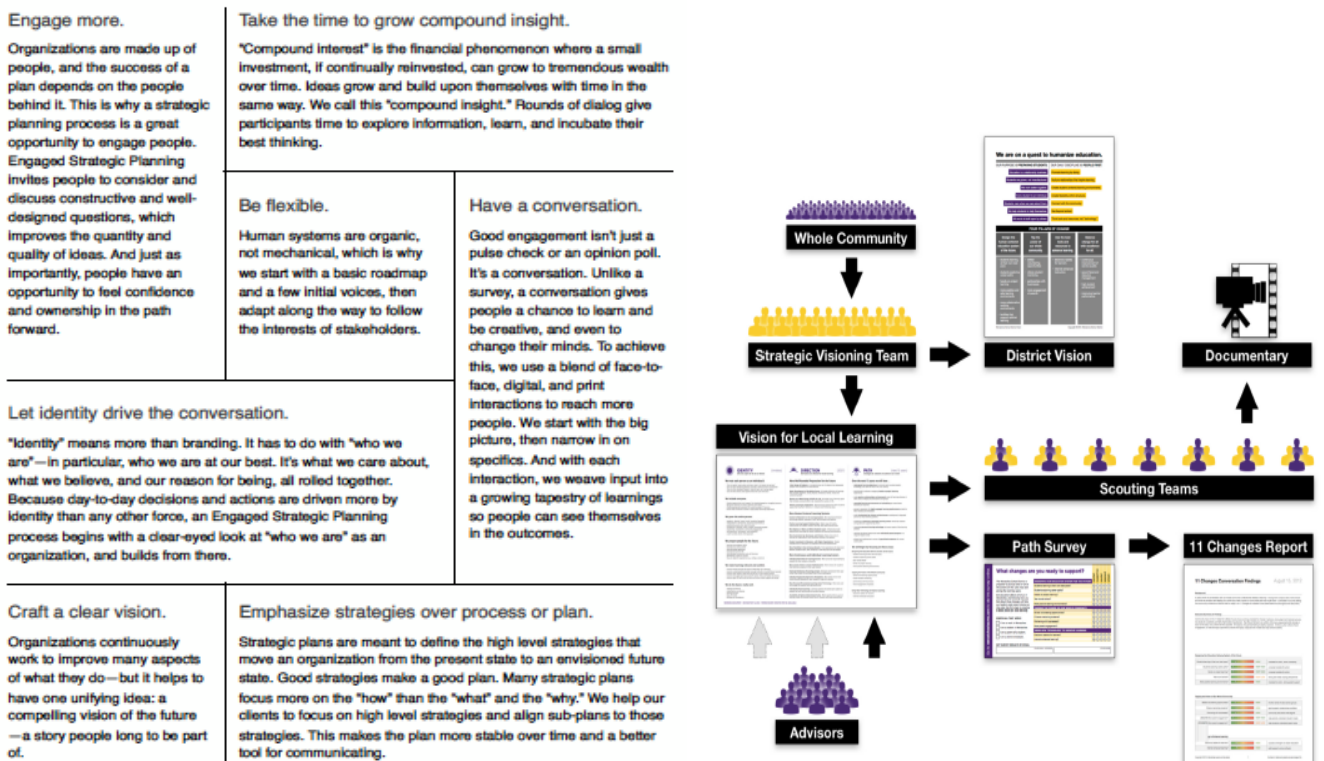 Engage more.
Organizations are made up of
people, and the success of a
plan depends on the people
behind it. This is why a strategic
planning process is a great
opportunity to engage people.
Engaged Strategic Planning
invites people to consider and
discuss constructive and well-
designed questions, which
improves the quantity and
quality of ideas. And just as
importantly, people have an
opportunity to feel confidence
and ownership in the path
forward.
Take the time to grow compound insight.
"Compound interest" is the financial phenomenon where a small
investment, if continually reinvested, can grow to tremendous wealth
over time. Ideas grow and build upon themselves with time in the
same way. We call this "compound insight." Rounds of dialog give
participants time to explore information, learn, and incubate their
best thinking.
Be flexible.
Human systems are organic,
not mechanical, which is why
we start with a basic roadmap
and a few initial voices, then
adapt along the way to follow
the interests of stakeholders.
Have a conversation.
Good engagement isn't just a
pulse check or an opinion poll.
It's a conversation. Unlike a
survey, a conversation gives
people a chance to learn and
be creative, and even to
change their minds. To achieve
this, we use a blend of face-to-
face, digital, and print
interactions to reach more
people. We start with the big
picture, then narrow in on
specifics. And with each
interaction, we weave input into
a growing tapestry of learnings
so people can see themselves
in the outcomes.
Let identity drive the conversation.
"Identity" means more than branding. It has to do with "who we
are"—in particular, who we are at our best. It's what we care about,
what we believe, and our reason for being, all rolled together.
Because day-to-day decisions and actions are driven more by
identity than any other force, an Engaged Strategic Planning
process begins with a clear-eyed look at "who we are" as an
organization, and builds from there.
Craft a clear vision.
Organizations continuously
work to improve many aspects
of what they do—but it helps to
have one unifying idea: a
compelling vision of the future
—a story people long to be part
of.
Emphasize strategies over process or plan.
Strategic plans are meant to define the high level strategies that
move an organization from the present state to an envisioned future
state. Good strategies make a good plan. Many strategic plans
focus more on the "how" than the "what" and the "why." We help our
clients to focus on high level strategies and align sub-plans to those
strategies. This makes the plan more stable over time and a better
tool for communicating.
Whole Community
Strategic Visioning Team
We are on a quest to humanize education.
District Vision
Documentary
Vision for Local Learning
IDENTITY
DIRECTION
PATH
Scouting Teams
Path Survey
What changes are you ready to support?
11 Changes Report
11 Changes Conversation Findings
Advisors